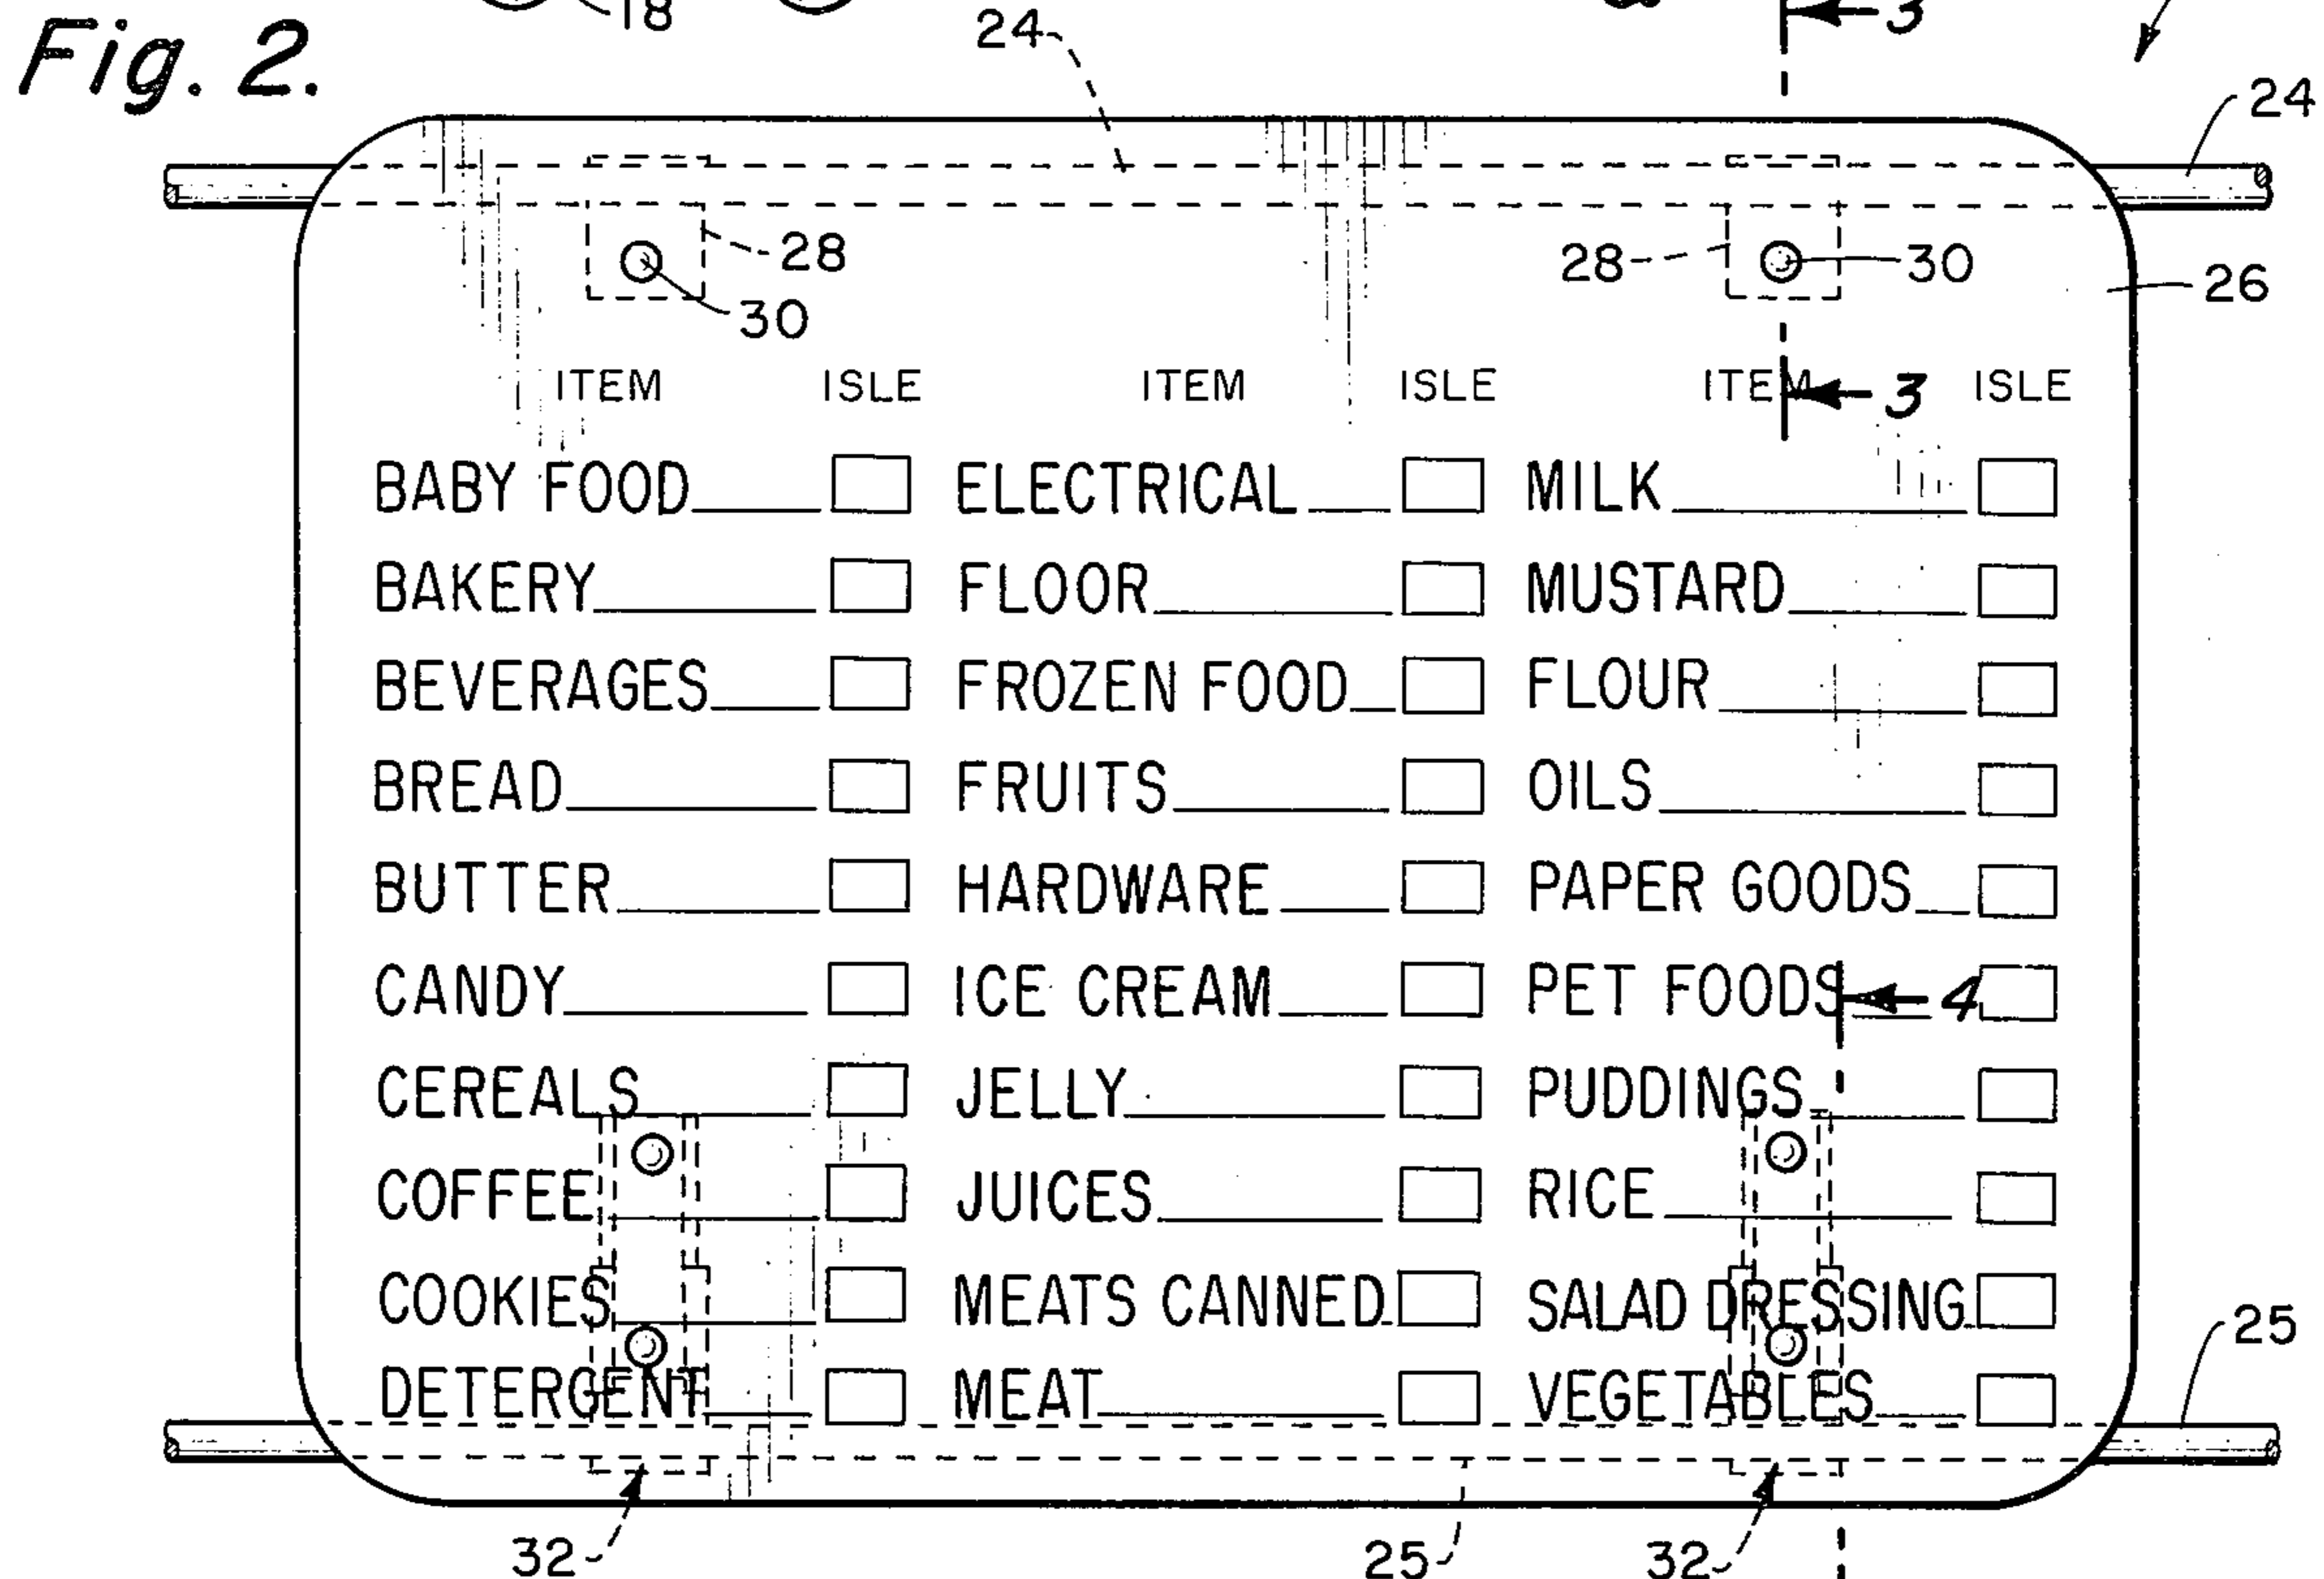 18
24
3
Fig. 2.
24
28
30
28
30
26
ITEM ISLE ITEM ISLE ITEM ISLE
3
BABY FOOD ELECTRICAL MILK
BAKERY FLOOR MUSTARD
BEVERAGES FROZEN FOOD FLOUR
BREAD FRUITS OILS
BUTTER HARDWARE PAPER GOODS
CANDY ICE CREAM PET FOODS
4
CEREALS JELLY PUDDINGS
COFFEE JUICES RICE
COOKIES MEATS CANNED SALAD DRESSING
25
DETERGENT MEAT VEGETABLES
32
25
32